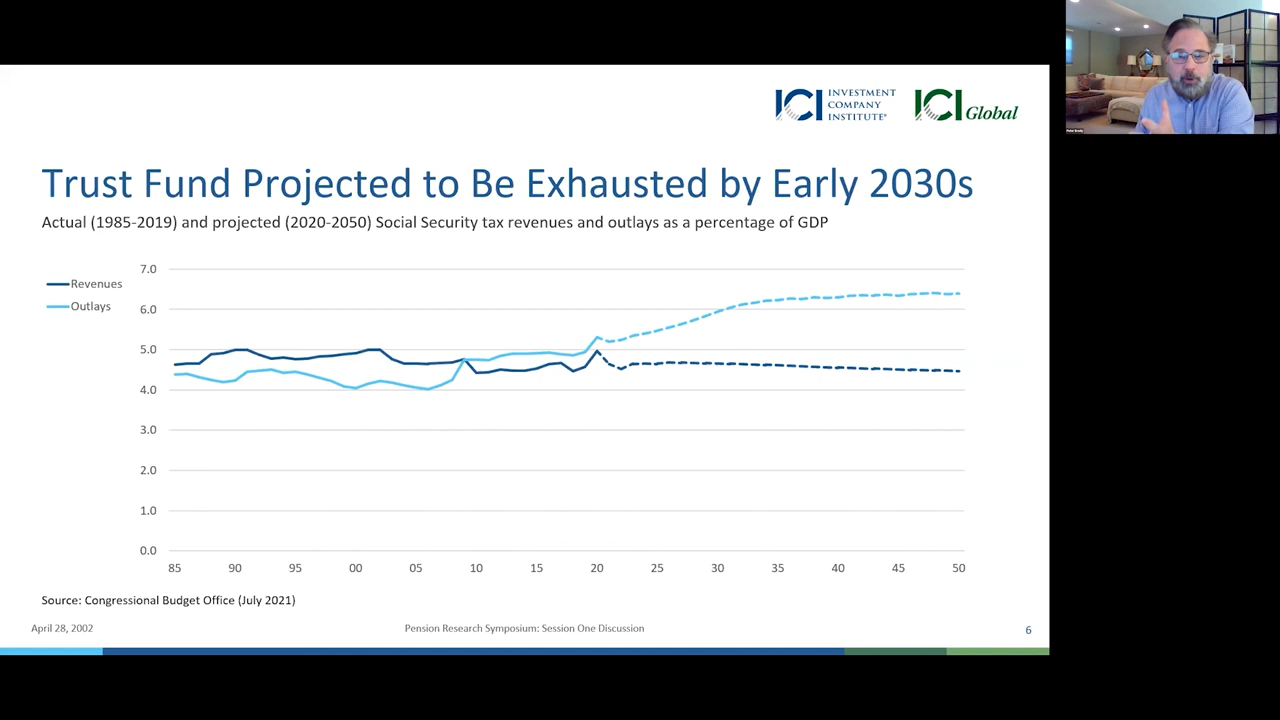 ICI INVESTMENT
COMPANY
INSTITUTE®
ICI Global
Trust Fund Projected to Be Exhausted by Early 2030s
Actual (1985-2019) and projected (2020-2050) Social Security tax revenues and outlays as a percentage of GDP
Revenues
Outlays
7.0
6.0
5.0
4.0
3.0
2.0
1.0
0.0
85 90 95 00 05 10 15 20 25 30 35 40 45 50
Source: Congressional Budget Office (July 2021)
April 28, 2002 Pension Research Symposium: Session One Discussion 6
Peter Brady